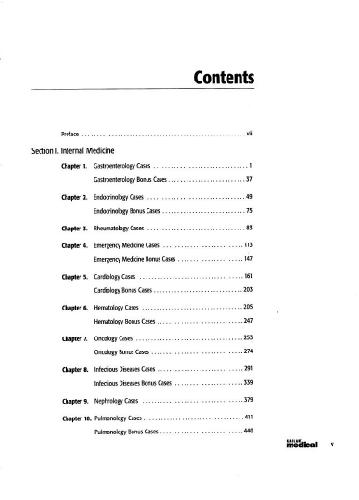 Contents
Preface ........ vii
Section I. Internal Medicine
Chapter 1. Gastroenterology Cases ........ 1
Gastroenterology Bonus Cases ........ 37
Chapter 2. Endocrinology Cases ........ 49
Endocrinology Bonus Cases ........ 75
Chapter 3. Rheumatology Cases ........ 83
Chapter 4. Emergency Medicine Cases ........ 113
Emergency Medicine Bonus Cases ........ 147
Chapter 5. Cardiology Cases ........ 161
Cardiology Bonus Cases ........ 203
Chapter 6. Hematology Cases ........ 205
Hematology Bonus Cases ........ 247
Chapter 7. Oncology Cases ........ 253
Oncology Bonus Cases ........ 274
Chapter 8. Infectious Diseases Cases ........ 291
Infectious Diseases Bonus Cases ........ 339
Chapter 9. Nephrology Cases ........ 379
Chapter 10. Pulmonology Cases ........ 411
Pulmonology Bonus Cases ........ 448
KAPLAN
medical v